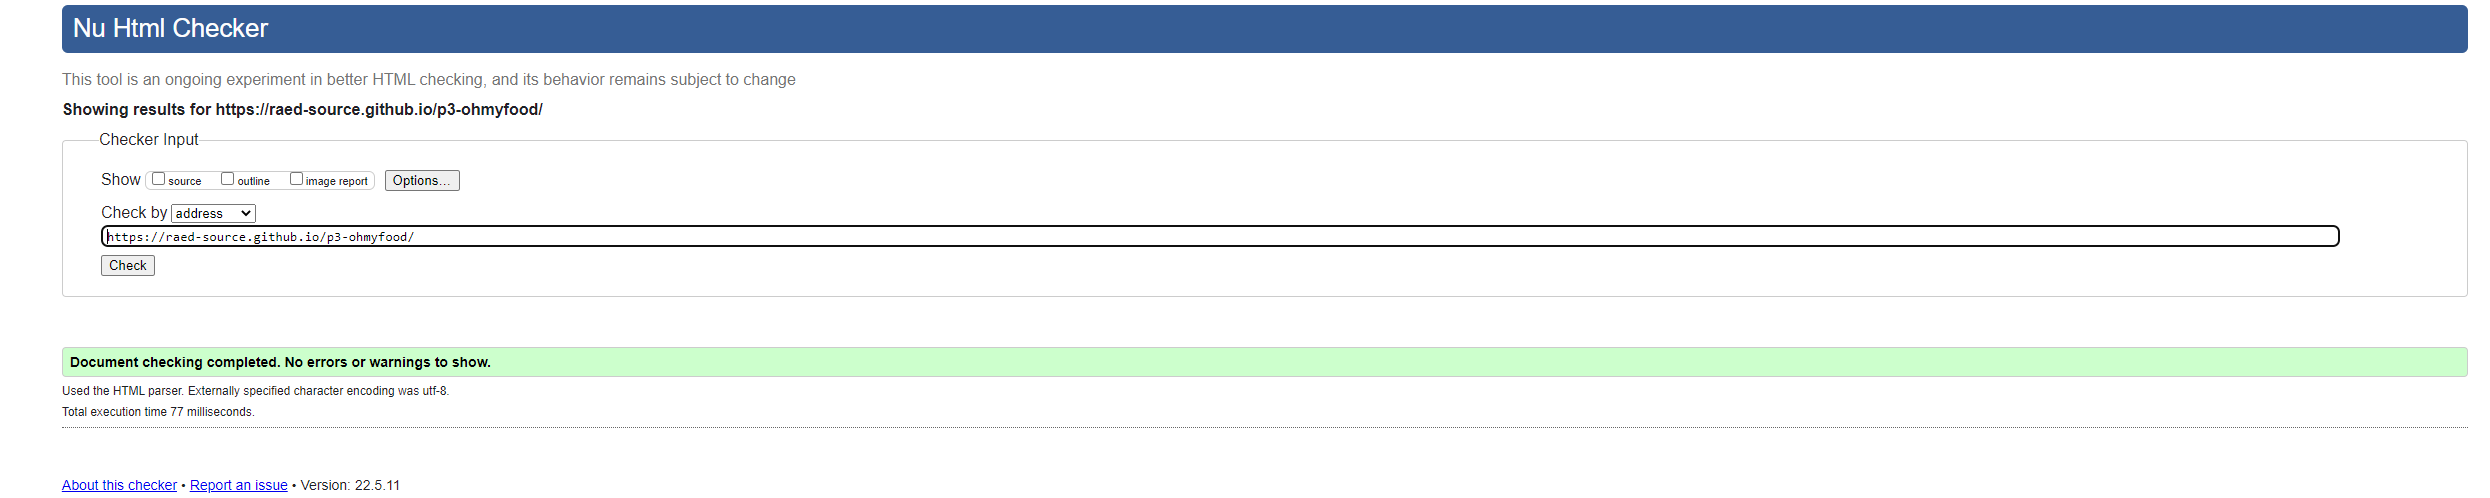 Nu Html Checker
This tool is an ongoing experiment in better HTML checking, and its behavior remains subject to change
Showing results for https://raed-source.github.io/p3-ohmyfood/
Checker Input
Show source outline image report Options...
Check by address
https://raed-source.github.io/p3-ohmyfood/
Check
Document checking completed. No errors or warnings to show.
Used the HTML parser. Externally specified character encoding was utf-8.
Total execution time 77 milliseconds.
About this checker • Report an issue • Version: 22.5.11